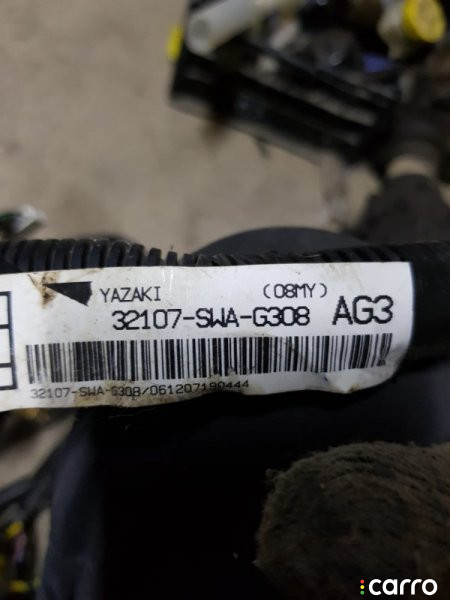 YAZAKI (08MY)
32107-SWA-G308 AG3
32107-SWA-G308/061207190444
carro